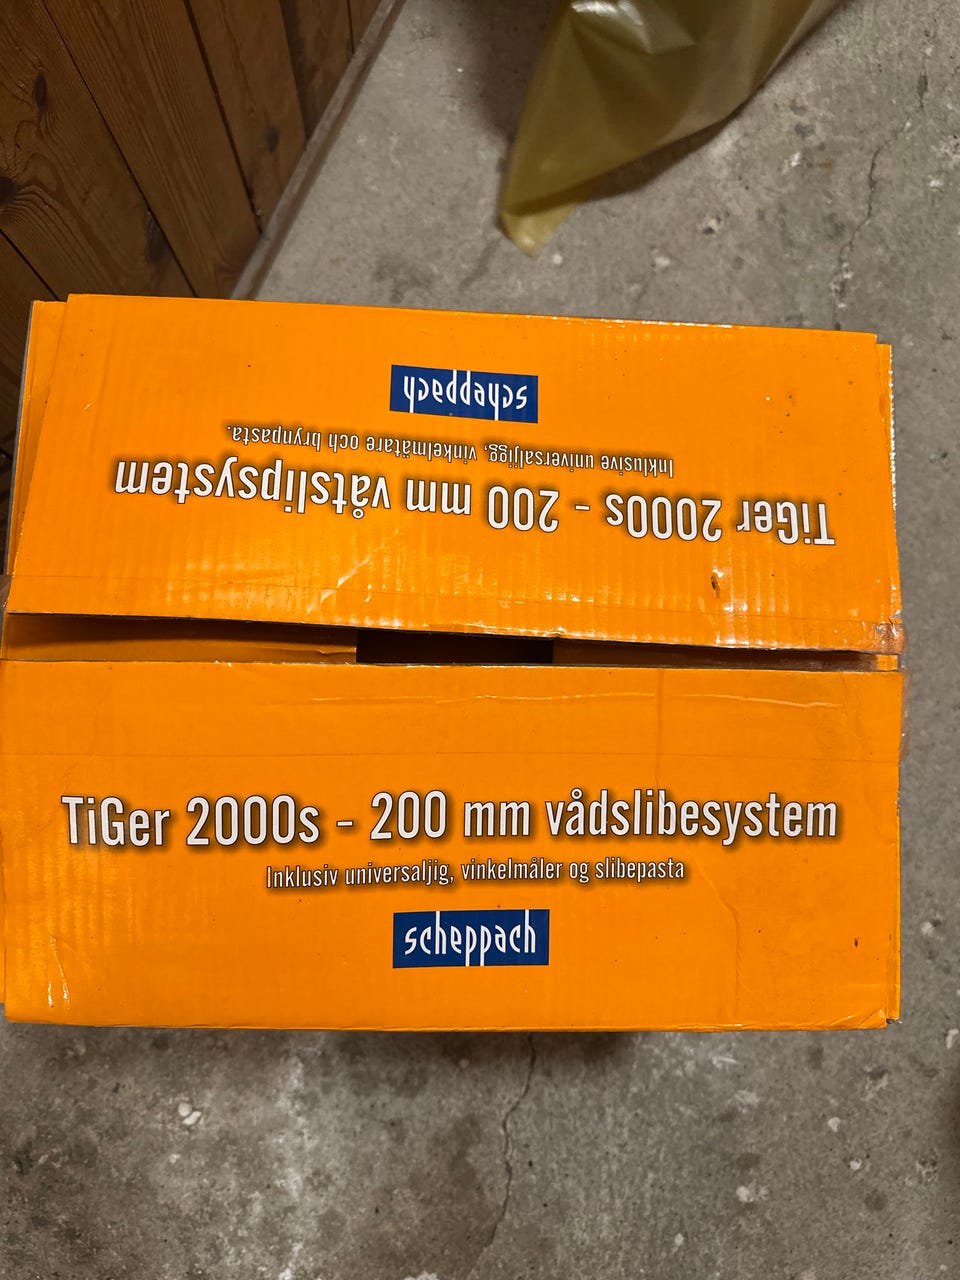 scheppach
Inklusive universaljigg, vinkelmätare och brynpasta.
TiGer 2000s - 200 mm våtslipsystem
TiGer 2000s - 200 mm vådslibesystem
Inklusiv universaljig, vinkelmåler og slibepasta
scheppach